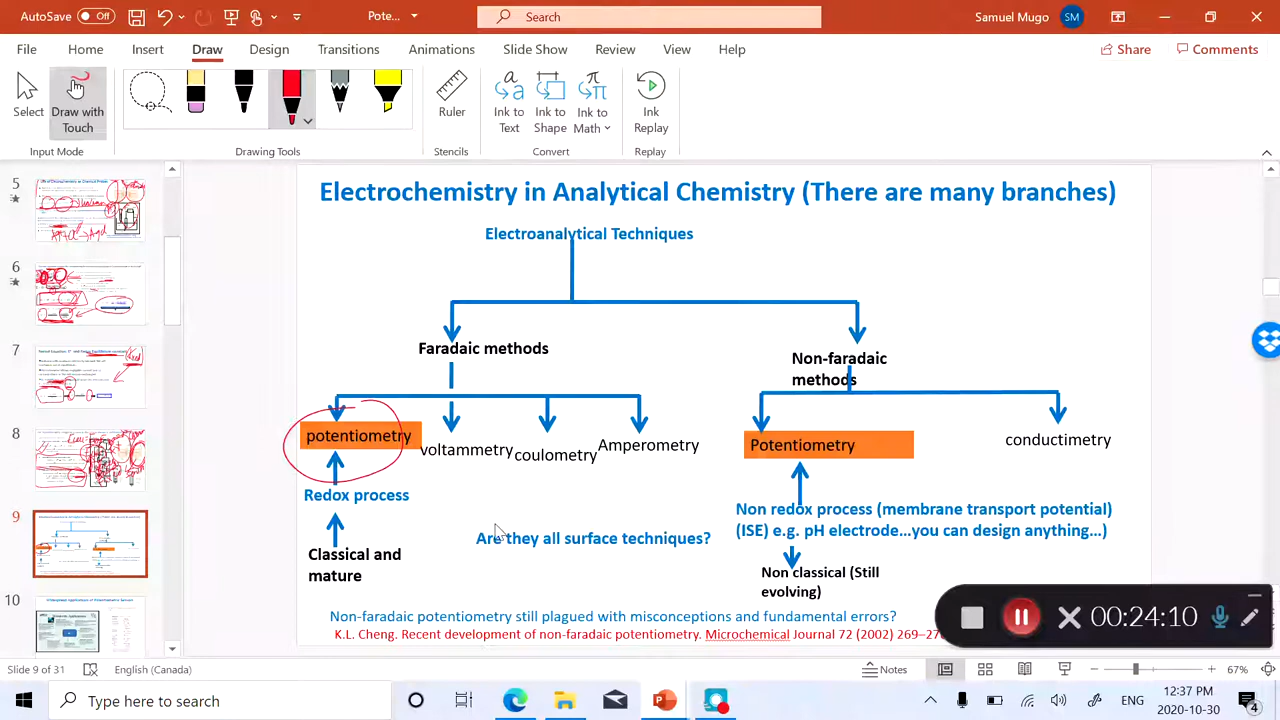 AutoSave Off Pote... Search Samuel Mugo SM
File Home Insert Draw Design Transitions Animations Slide Show Review View Help Share Comments
Select Draw with Touch Ruler Ink to Text Ink to Shape Ink to Math Ink Replay
Input Mode Drawing Tools Stencils Convert Replay
5
6
7
8
9
10
Electrochemistry in Analytical Chemistry (There are many branches)
Electroanalytical Techniques
Faradaic methods
Non-faradaic
methods
potentiometry
voltammetry
coulometry
Amperometry
Potentiometry
conductimetry
Redox process
Classical and
mature
Are they all surface techniques?
Non redox process (membrane transport potential)
(ISE) e.g. pH electrode...you can design anything...)
Non classical (Still
evolving)
Non-faradaic potentiometry still plagued with misconceptions and fundamental errors?
K.L. Cheng. Recent development of non-faradaic potentiometry. Microchemical Journal 72 (2002) 269–27
00:24:10
Slide 9 of 31 English (Canada) Notes 67%
Type here to search ENG 12:37 PM
2020-10-30 4